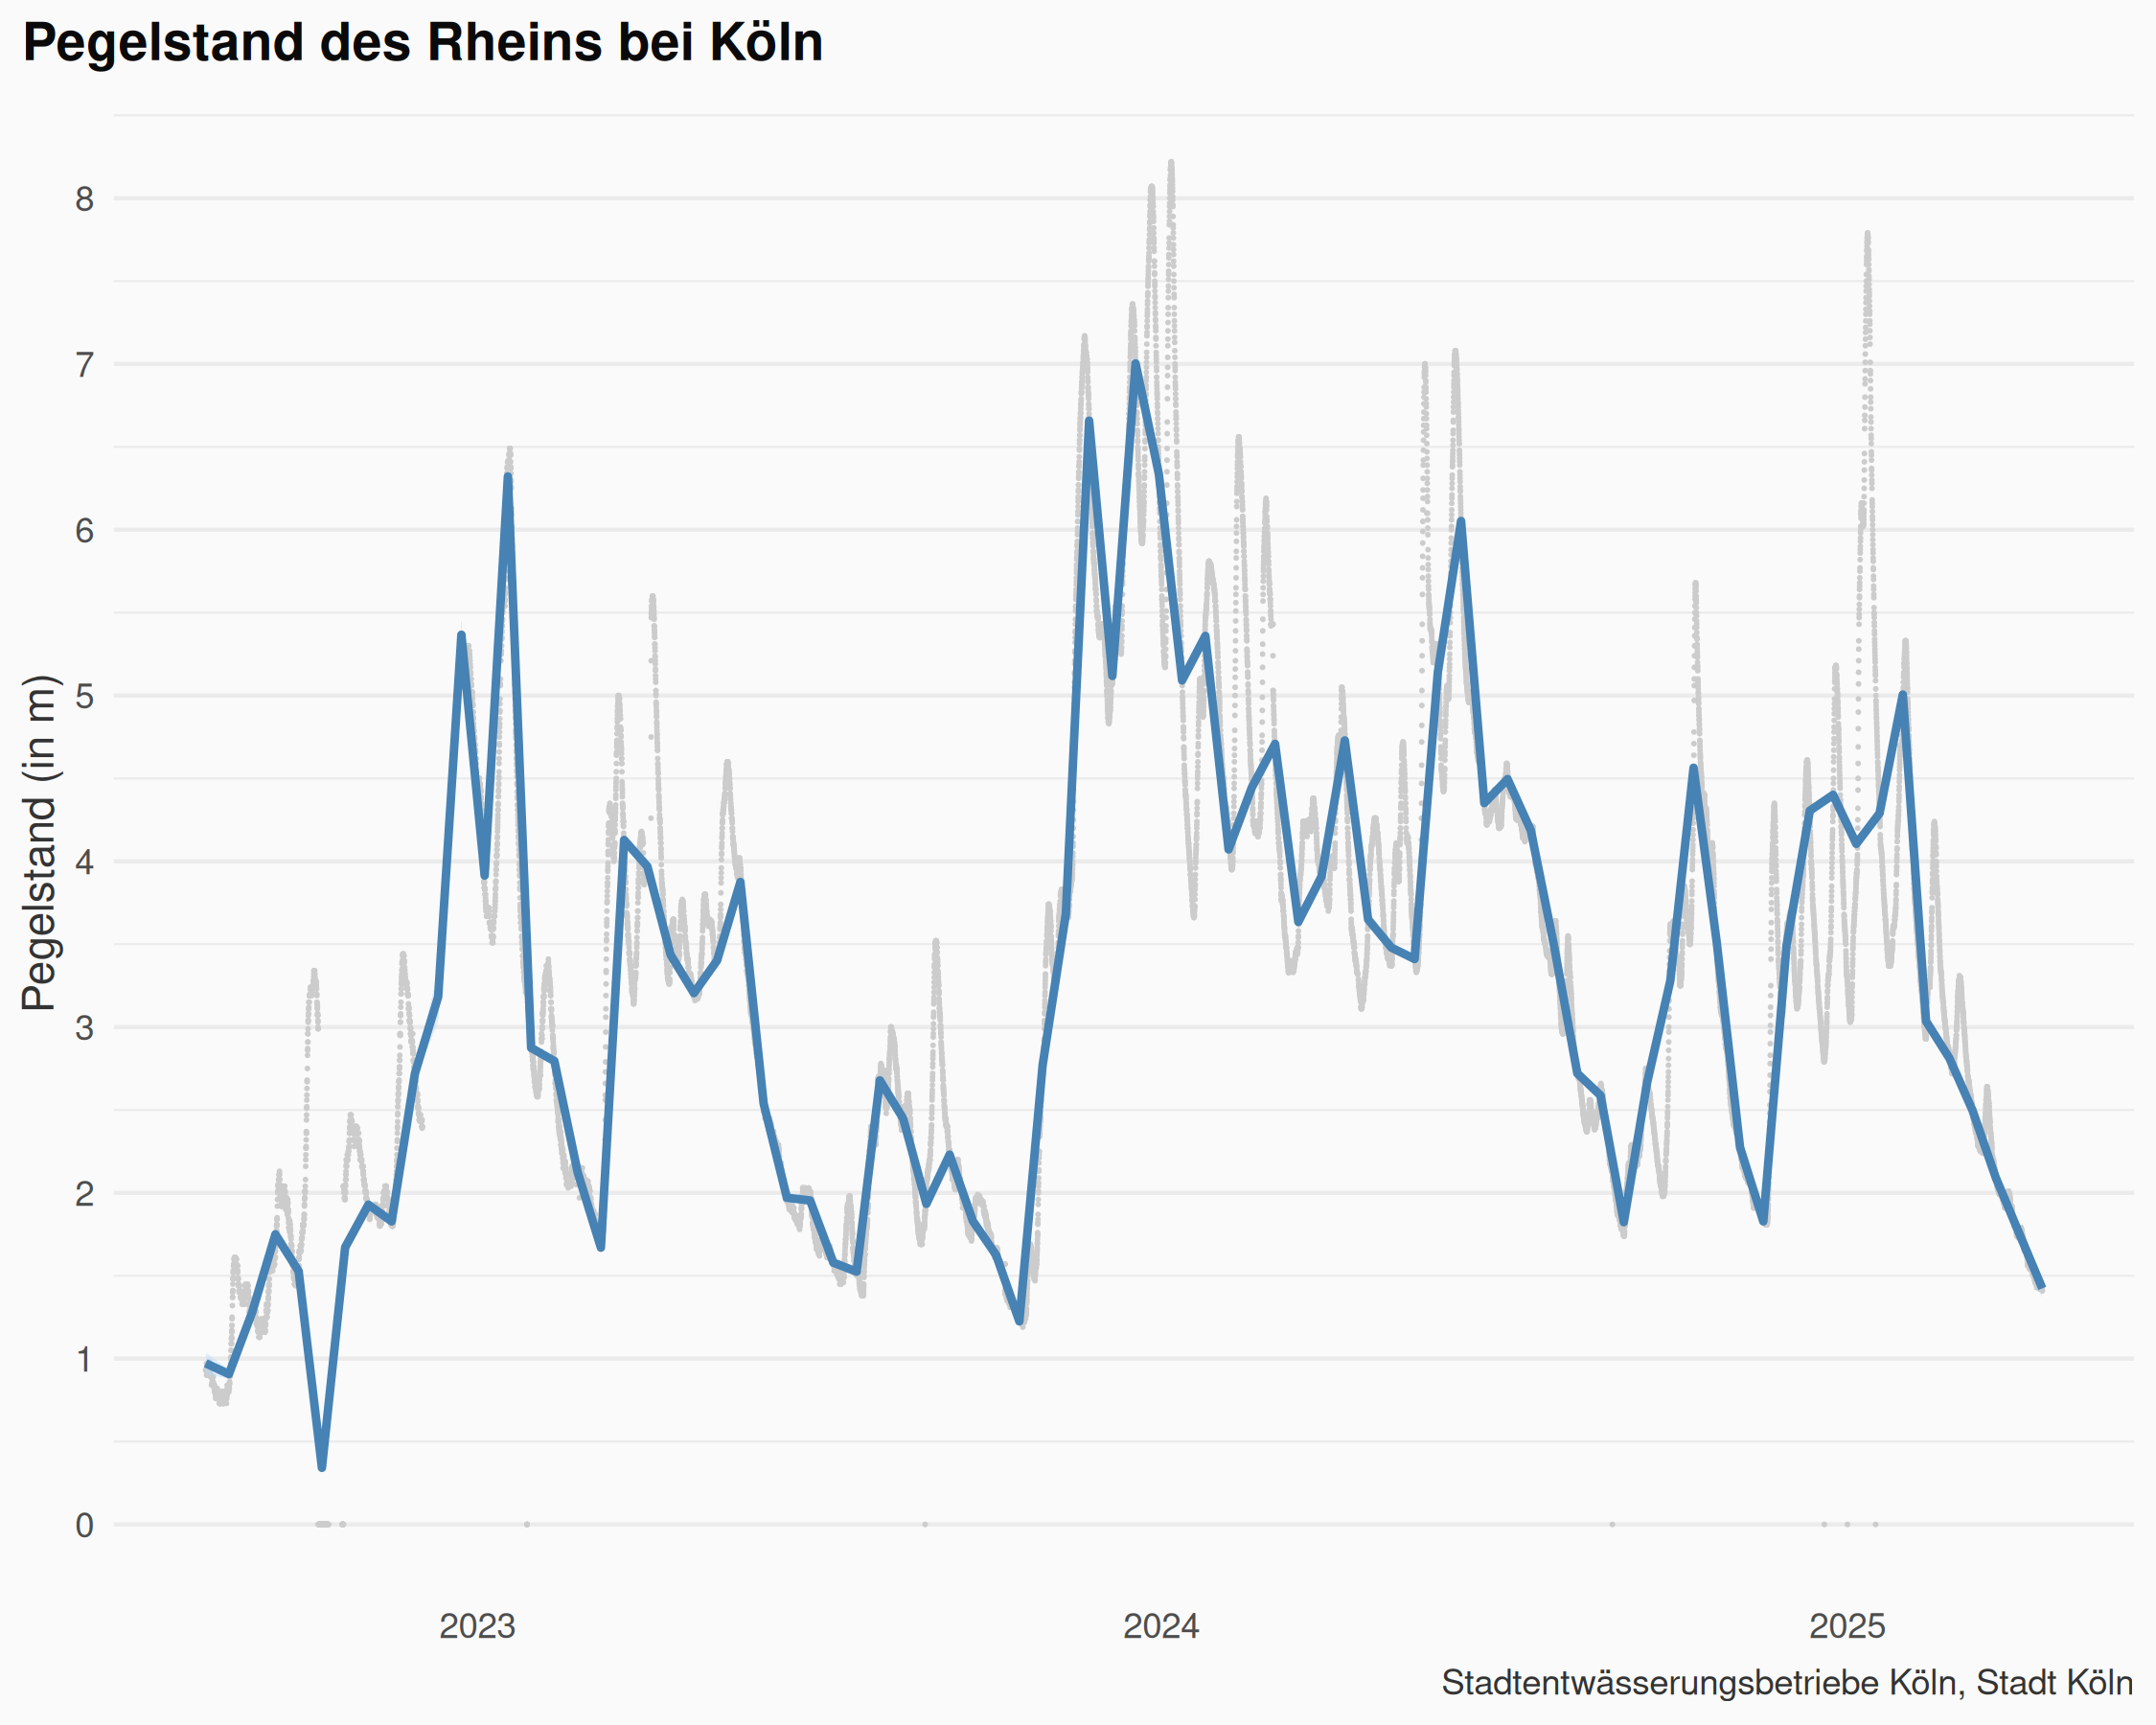 Pegelstand des Rheins bei Köln
Pegelstand (in m)
8
7
6
5
4
3
2
1
0
2023 2024 2025
Stadtentwässerungsbetriebe Köln, Stadt Köln